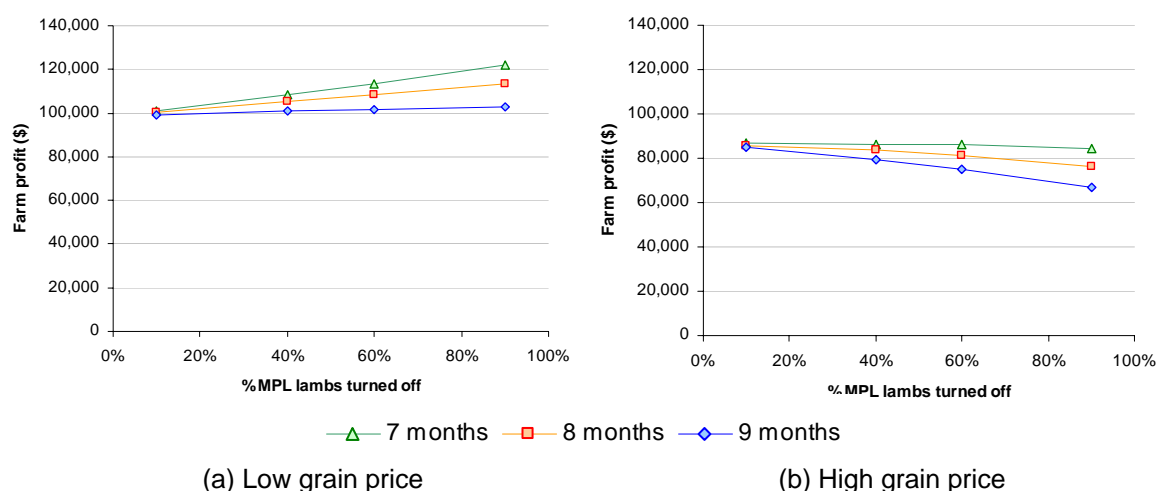 140,000
120,000
100,000
80,000
60,000
40,000
20,000
0
Farm profit ($)
0% 20% 40% 60% 80% 100%
%MPL lambs turned off
140,000
120,000
100,000
80,000
60,000
40,000
20,000
0
Farm profit ($)
0% 20% 40% 60% 80% 100%
%MPL lambs turned off
7 months 8 months 9 months
(a) Low grain price
(b) High grain price